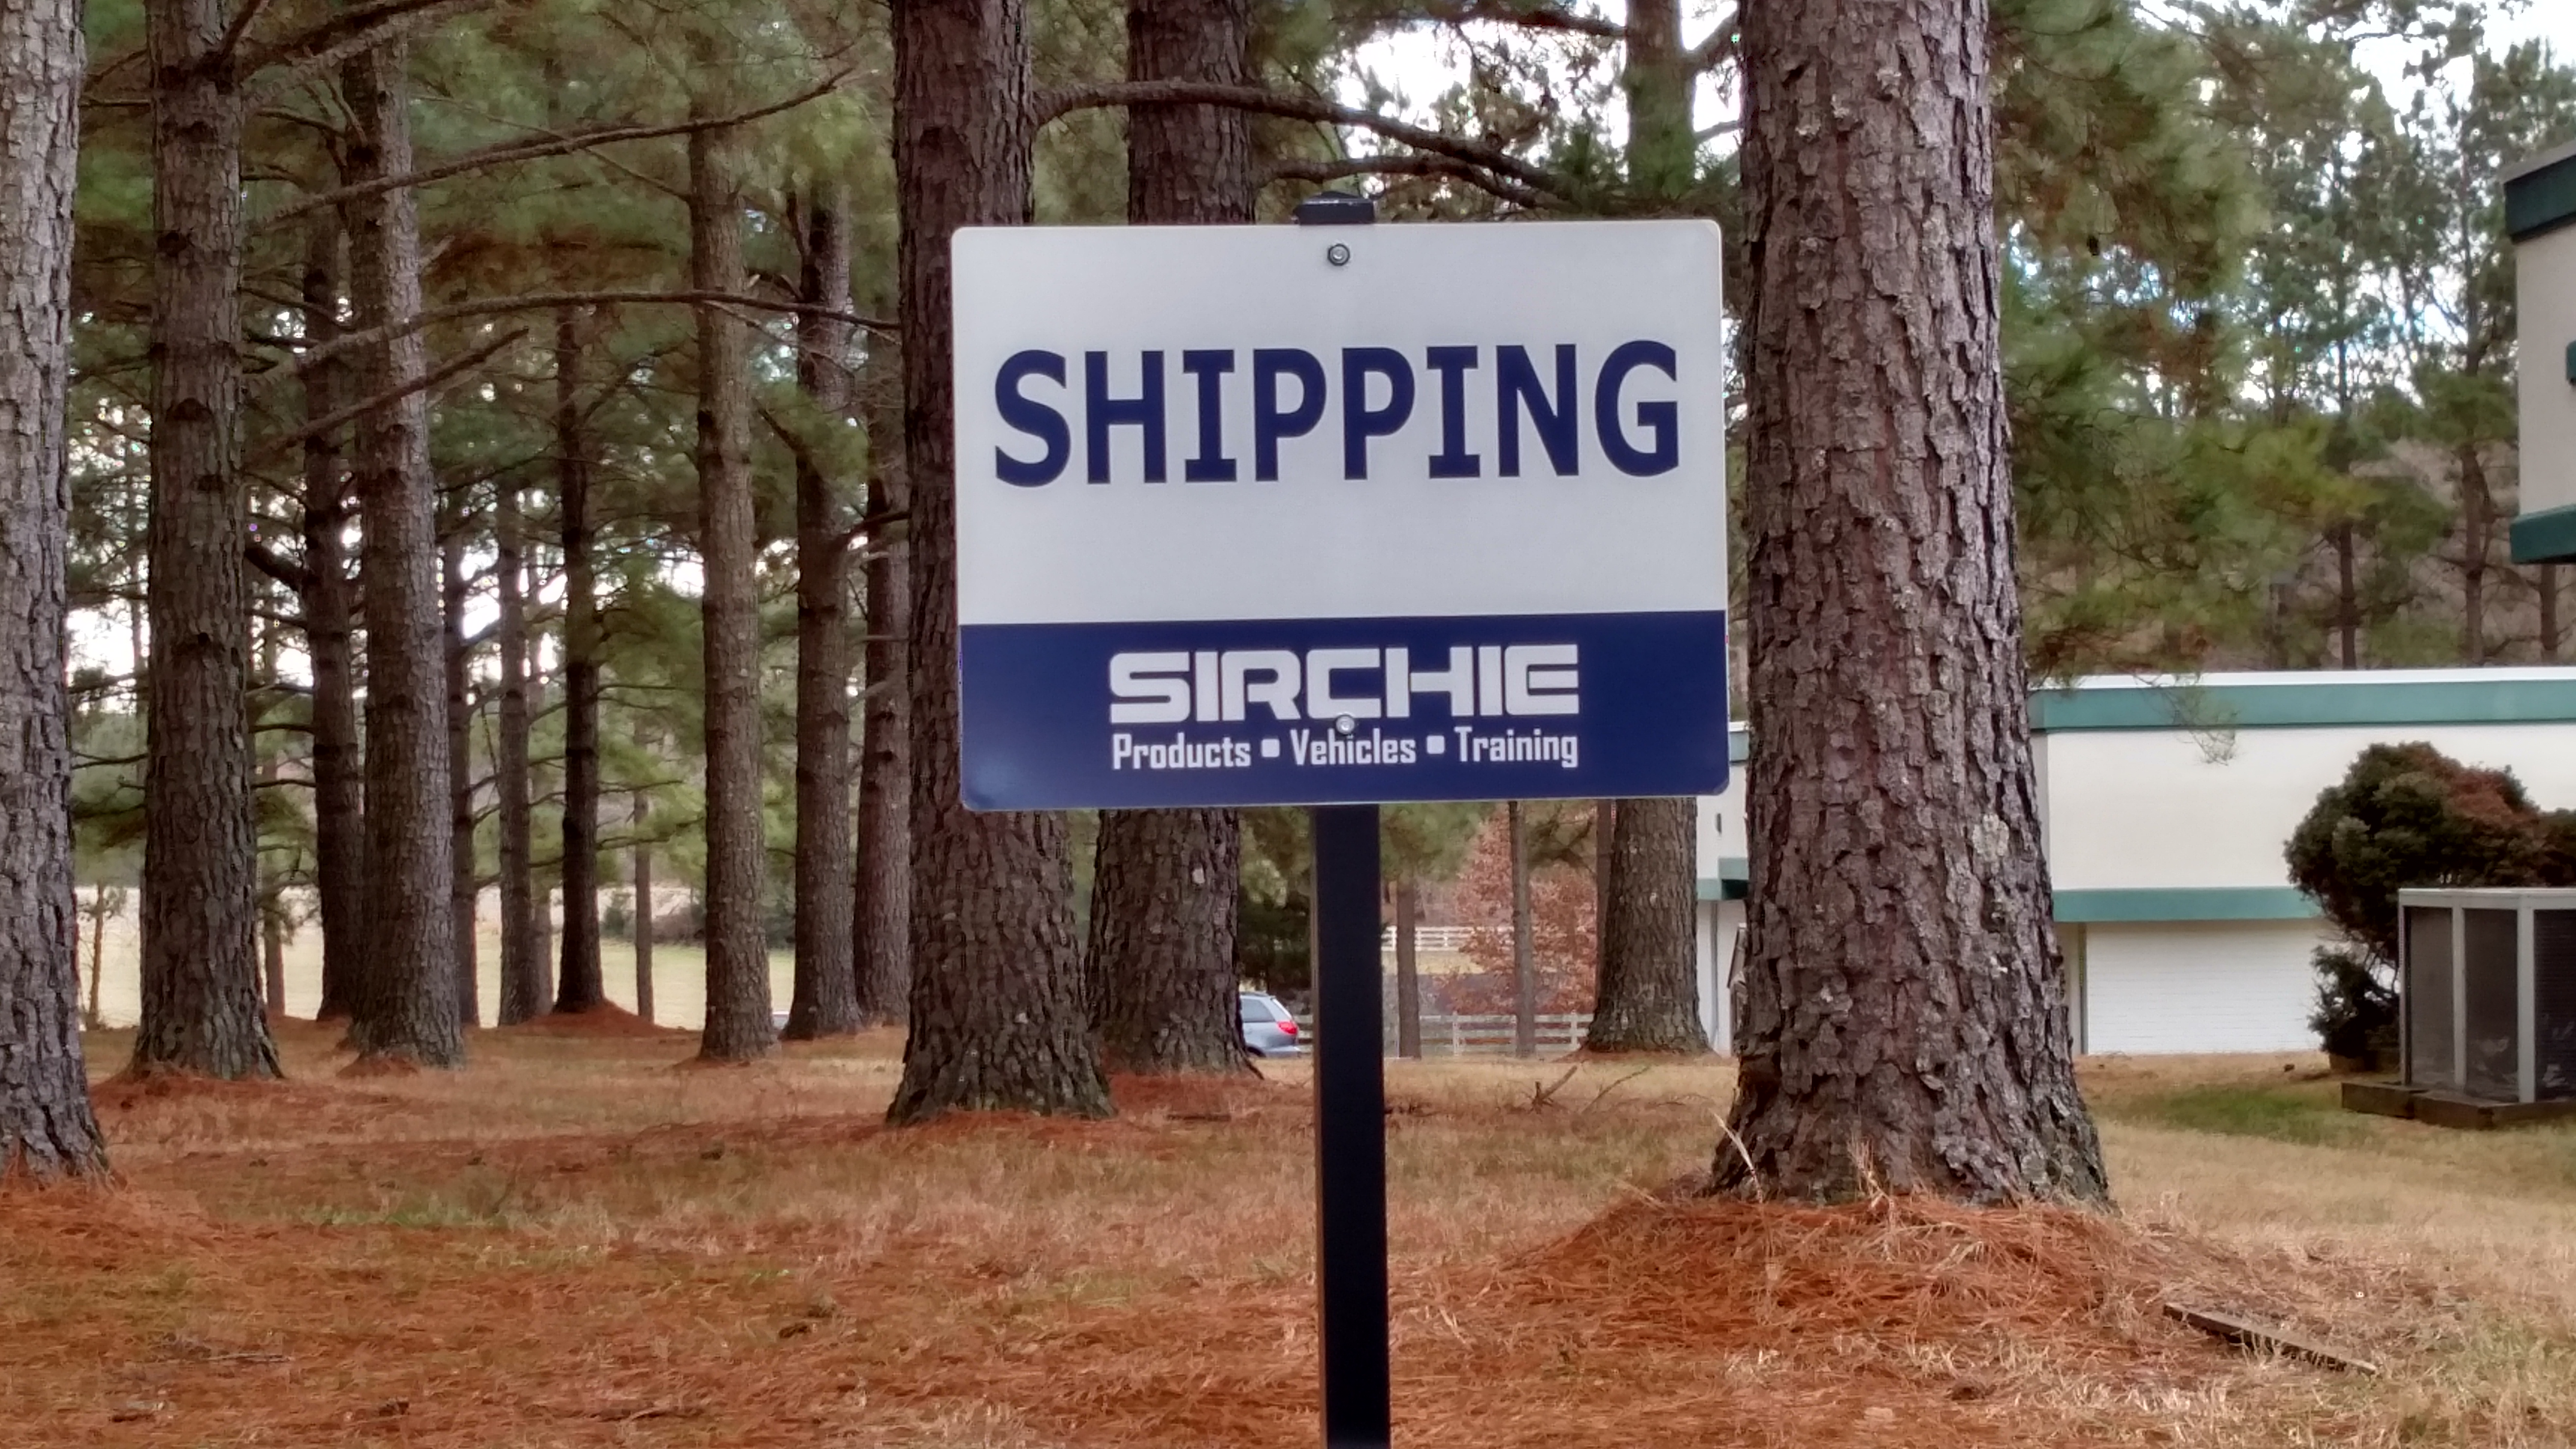 SHIPPING
SIRCHIE
Products ▪ Vehicles ▪ Training